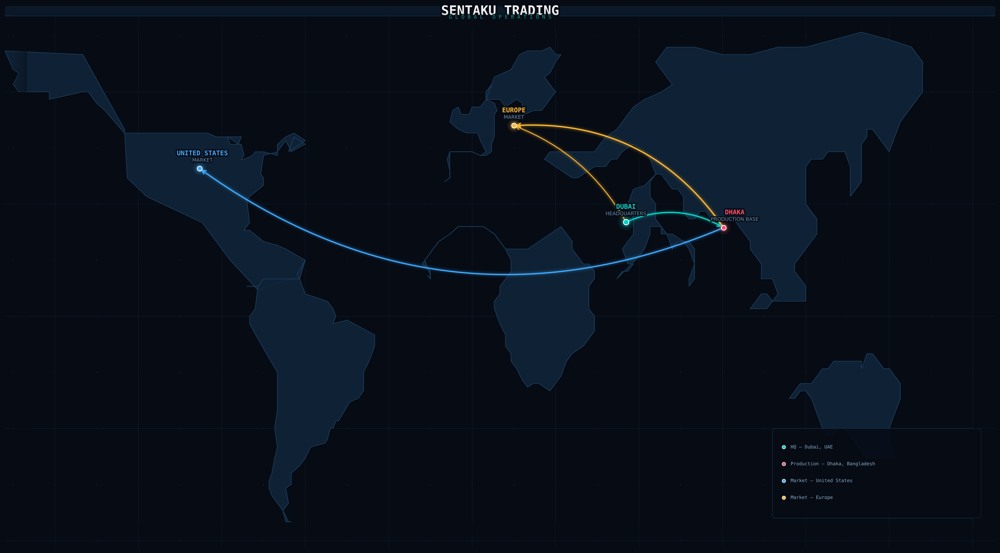 SENTAKU TRADING
GLOBAL OPERATIONS
EUROPE
MARKET
UNITED STATES
MARKET
DUBAI
HEADQUARTERS
DHAKA
PRODUCTION BASE
HQ — Dubai, UAE
Production — Dhaka, Bangladesh
Market — United States
Market — Europe